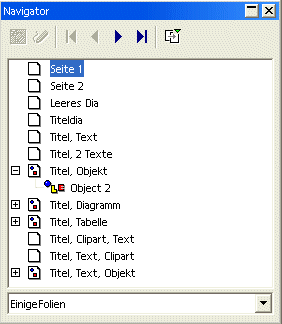 Navigator
Seite 1
Seite 2
Leeres Dia
Titeldia
Titel, Text
Titel, 2 Texte
Titel, Objekt
Object 2
Titel, Diagramm
Titel, Tabelle
Titel, Clipart, Text
Titel, Text, Clipart
Titel, Text, Objekt
EinigeFolien